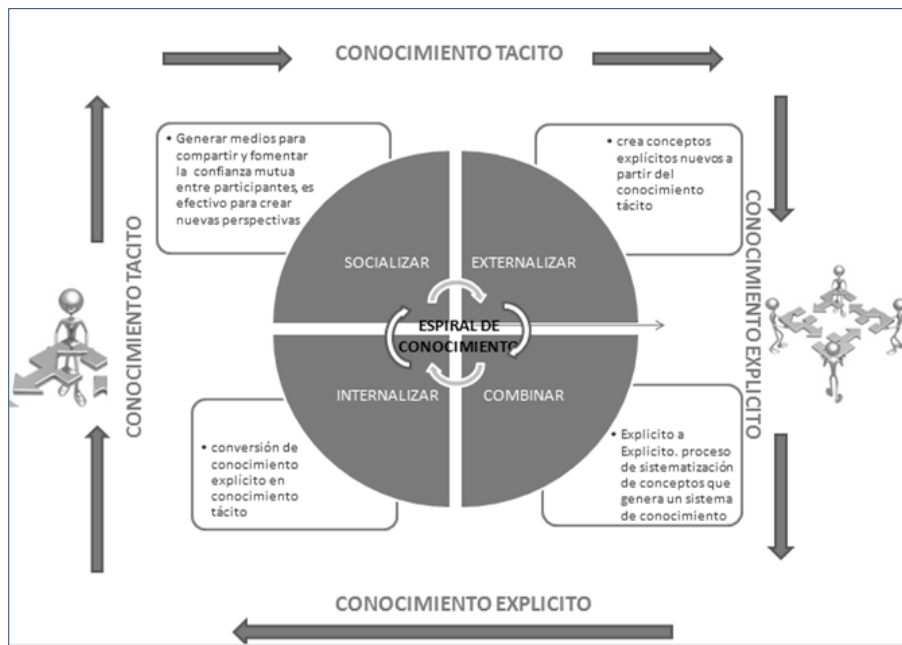 CONOCIMIENTO TACITO
• Generar medios para
compartir y fomentar
la confianza mutua
entre participantes, es
efectivo para crear
nuevas perspectivas
• crea conceptos
explícitos nuevos a
partir del
conocimiento
tácito
CONOCIMIENTO TACITO
SOCIALIZAR
EXTERNALIZAR
ESPIRAL DE
CONOCIMIENTO
INTERNALIZAR
COMBINAR
CONOCIMIENTO EXPLICITO
• conversión de
conocimiento
explícito en
conocimiento
tácito
• Explicito a
Explicito. proceso
de sistematización
de conceptos que
genera un sistema
de conocimiento
CONOCIMIENTO EXPLICITO